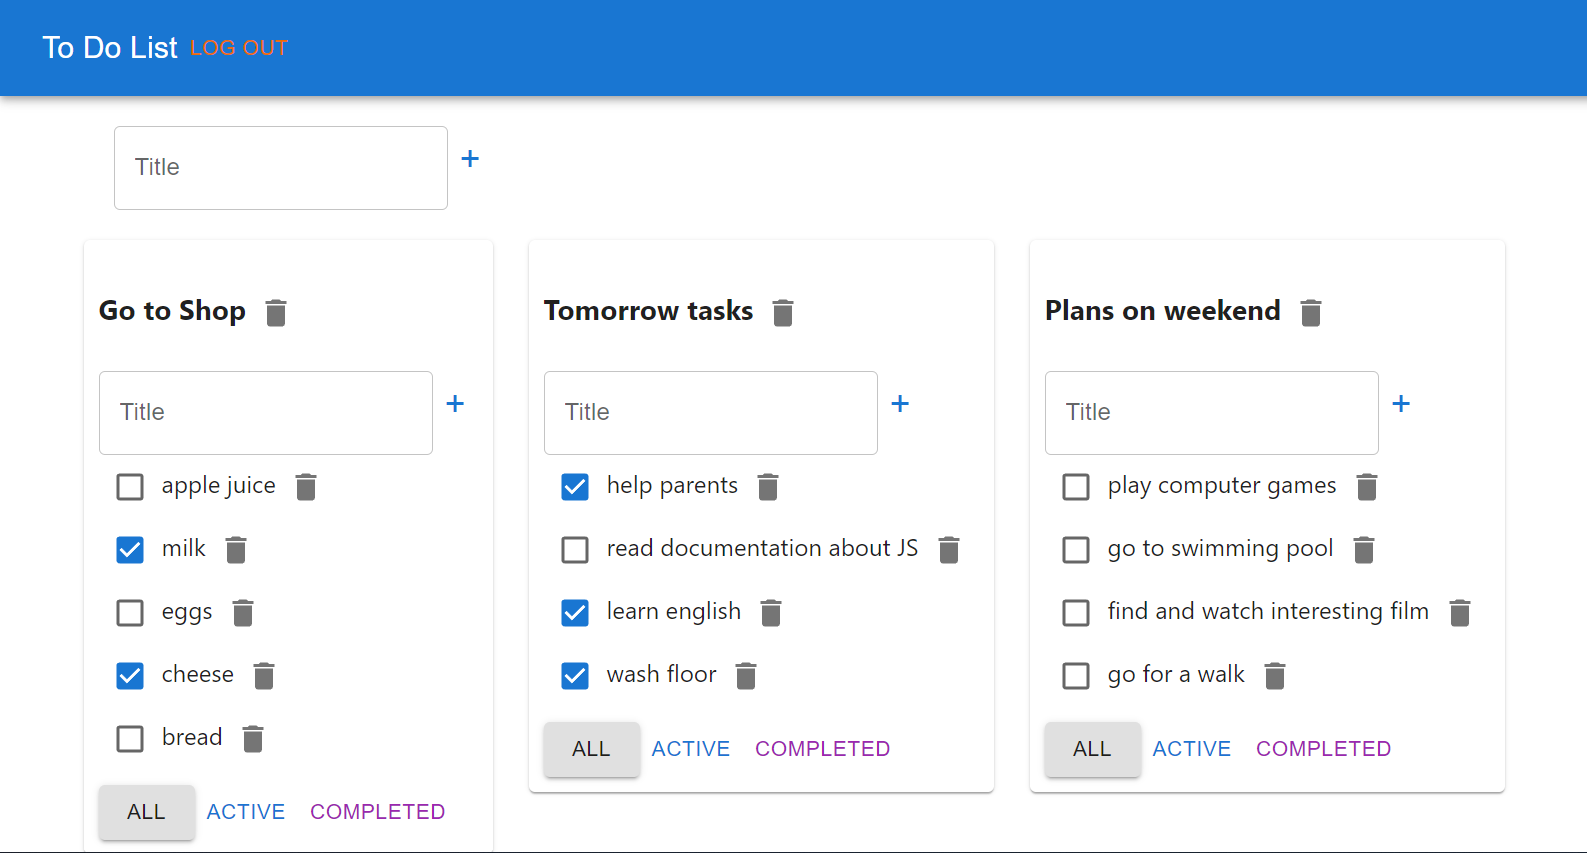 To Do List LOG OUT
Title +
Go to Shop
Title +
apple juice
milk
eggs
cheese
bread
ALL ACTIVE COMPLETED
Tomorrow tasks
Title +
help parents
read documentation about JS
learn english
wash floor
ALL ACTIVE COMPLETED
Plans on weekend
Title +
play computer games
go to swimming pool
find and watch interesting film
go for a walk
ALL ACTIVE COMPLETED